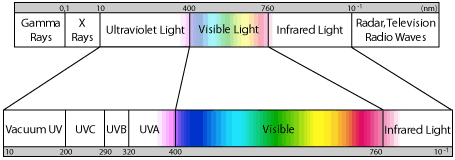 0,1 10 400 760 10⁻¹ (nm)
Gamma Rays X Rays Ultraviolet Light Visible Light Infrared Light Radar, Television Radio Waves
Vacuum UV UVC UVB UVA Visible Infrared Light
10 200 290 320 400 760 10⁻¹